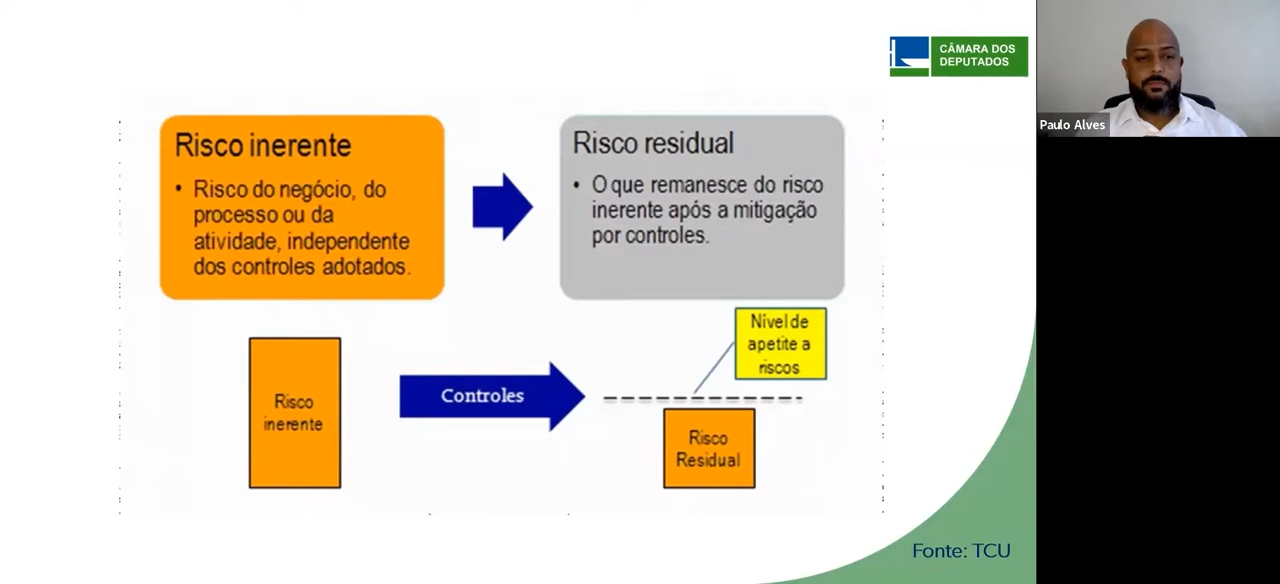 CÂMARA DOS
DEPUTADOS
Paulo Alves
Risco inerente
• Risco do negócio, do
processo ou da
atividade, independente
dos controles adotados.
Risco residual
• O que remanesce do risco
inerente após a mitigação
por controles.
Nível de
apetite a
riscos
Risco
inerente
Controles
Risco
Residual
Fonte: TCU